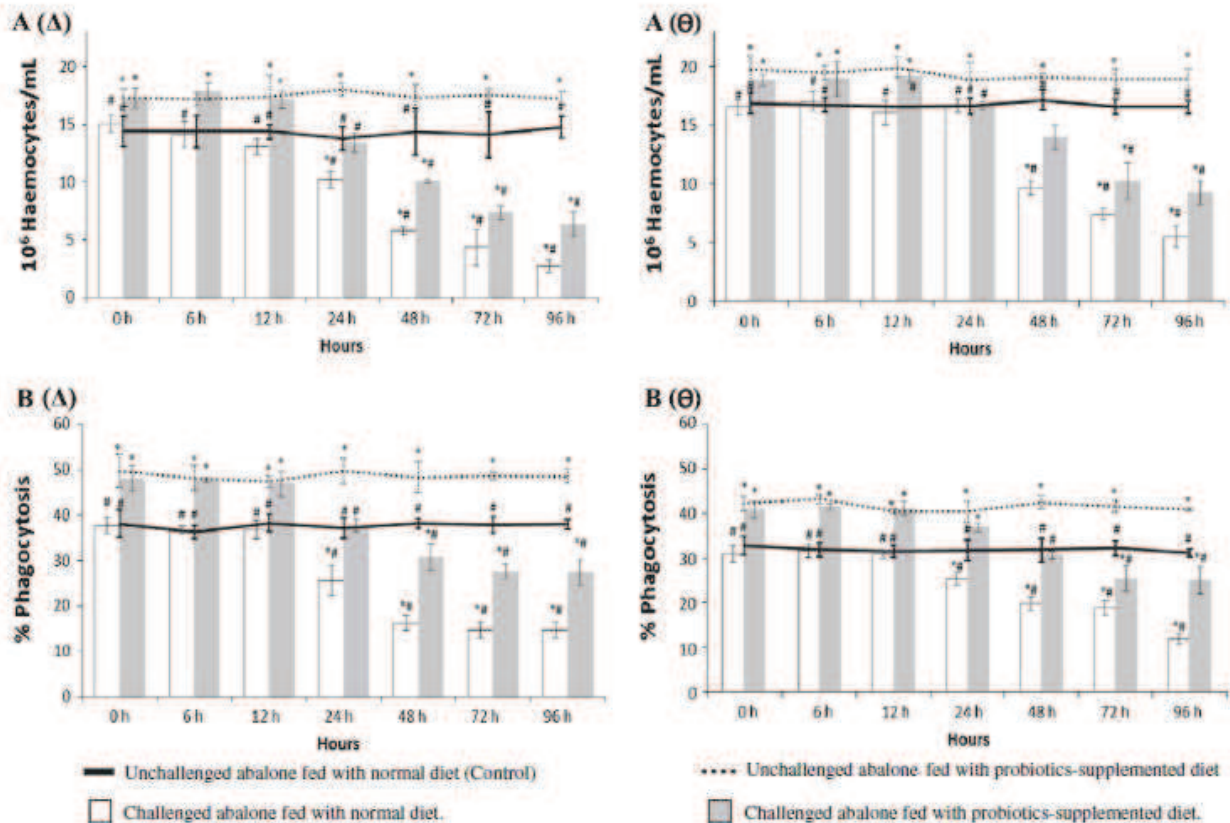 A (Δ)
10⁶ Haemocytes/mL
20
15
10
5
0
0 h 6 h 12 h 24 h 48 h 72 h 96 h
Hours
A (Θ)
10⁶ Haemocytes/mL
20
15
10
5
0
0 h 6 h 12 h 24 h 48 h 72 h 96 h
Hours
B (Δ)
% Phagocytosis
60
50
40
30
20
10
0
0 h 6 h 12 h 24 h 48 h 72 h 96 h
Hours
B (Θ)
% Phagocytosis
60
50
40
30
20
10
0
0 h 6 h 12 h 24 h 48 h 72 h 96 h
Hours
Unchallenged abalone fed with normal diet (Control)
Unchallenged abalone fed with probiotics-supplemented diet
Challenged abalone fed with normal diet.
Challenged abalone fed with probiotics-supplemented diet.